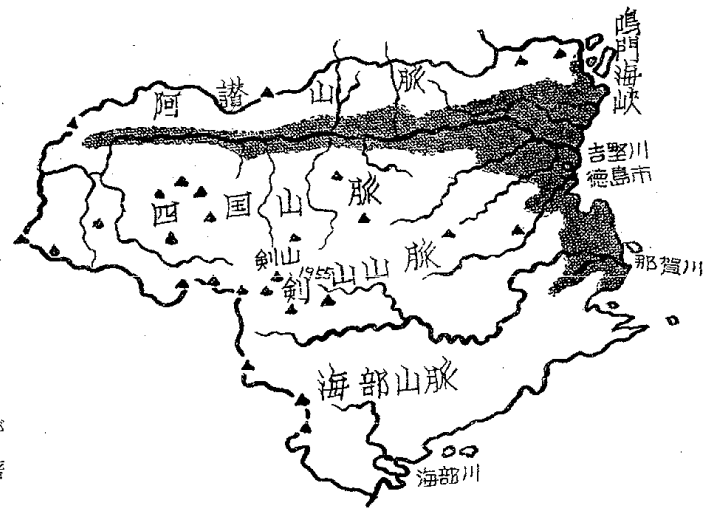 鳴門海峡
阿讃山脈
吉野川
徳島市
四国山脈
剣山
1955
剣山山脈
那賀川
海部山脈
海部川